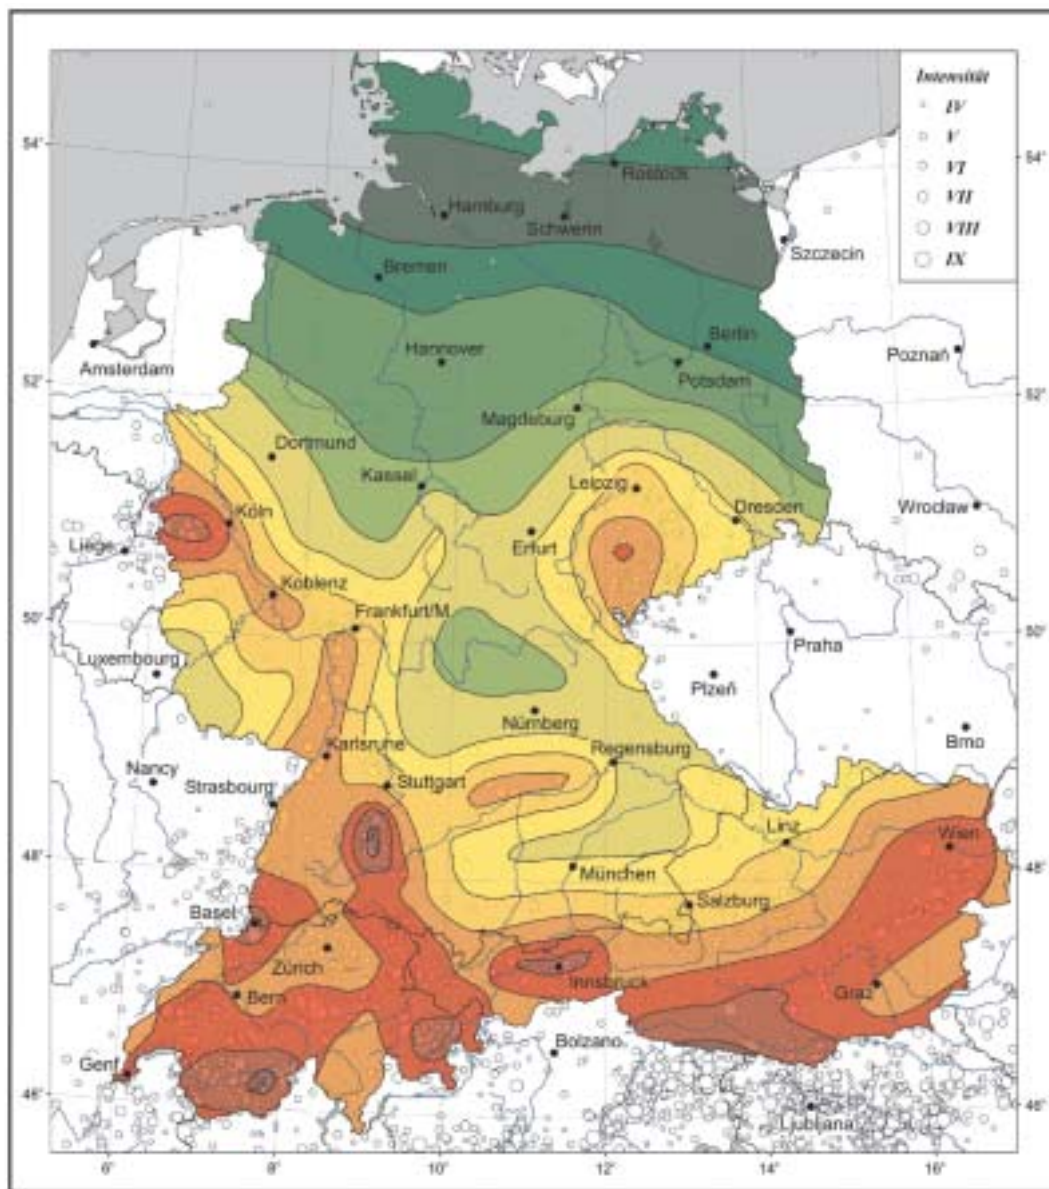 Intensität
IV
V
VI
VII
VIII
IX
54°
54°
Rostock
Hamburg
Schwerin
Szczecin
Bremen
Berlin
Hannover
Poznań
Amsterdam
Potsdam
52°
52°
Magdeburg
Dortmund
Kassel
Leipzig
Köln
Dresden
Wrocław
Liege
Erfurt
Koblenz
Frankfurt/M.
50°
50°
Praha
Luxembourg
Plzeň
Nürnberg
Brno
Karlsruhe
Regensburg
Nancy
Strasbourg
Stuttgart
Linz
Wien
48°
48°
München
Salzburg
Basel
Zürich
Innsbruck
Bern
Graz
Bolzano
Genf
46°
46°
Ljubljana
6°
8°
10°
12°
14°
16°